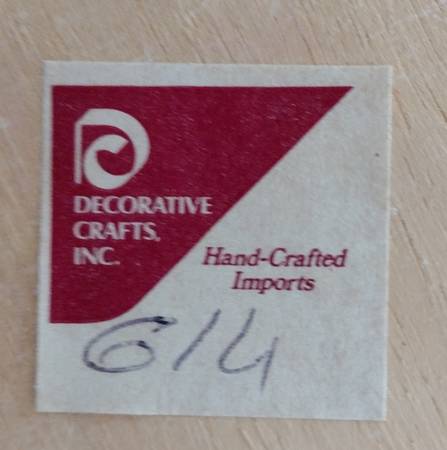 DECORATIVE
CRAFTS,
INC.
Hand-Crafted
Imports
614